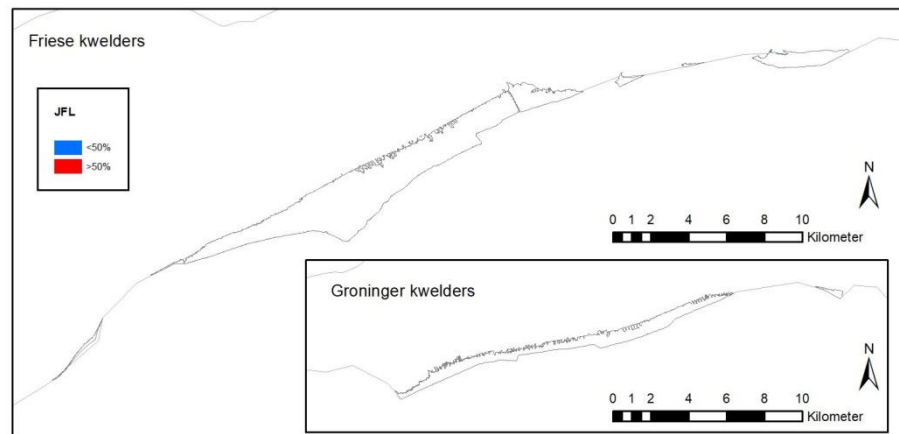 Friese kwelders
JFL
<50%
>50%
N
0 1 2 4 6 8 10
Kilometer
Groninger kwelders
N
0 1 2 4 6 8 10
Kilometer